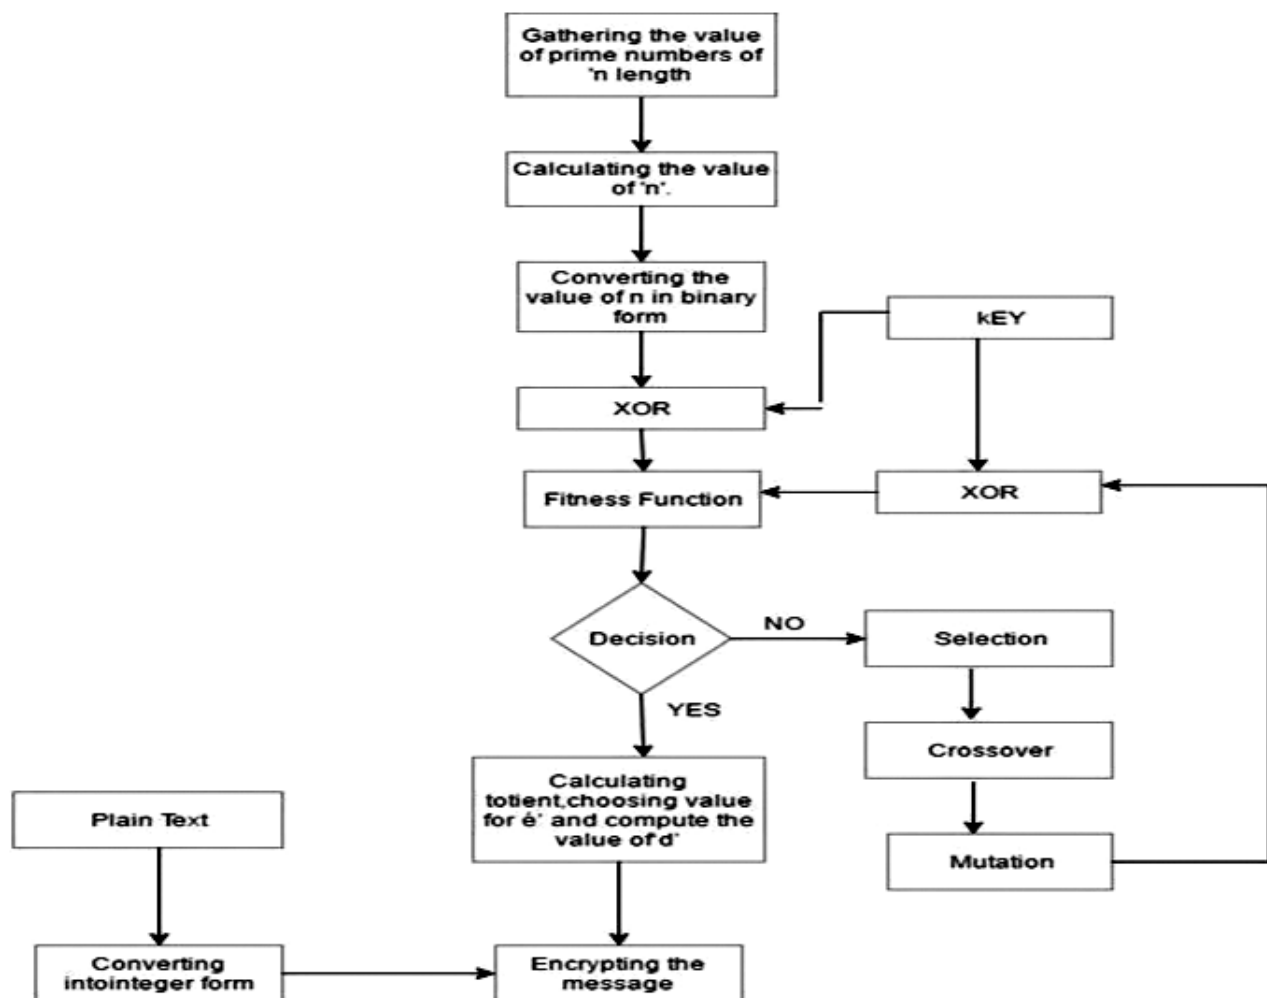 Gathering the value
of prime numbers of
'n length
Calculating the value
of 'n'.
Converting the
value of n in binary
form
kEY
XOR
Fitness Function
XOR
Decision
NO
Selection
YES
Crossover
Calculating
totient,choosing value
for é' and compute the
value of'd'
Plain Text
Mutation
Converting
intointeger form
Encrypting the
message